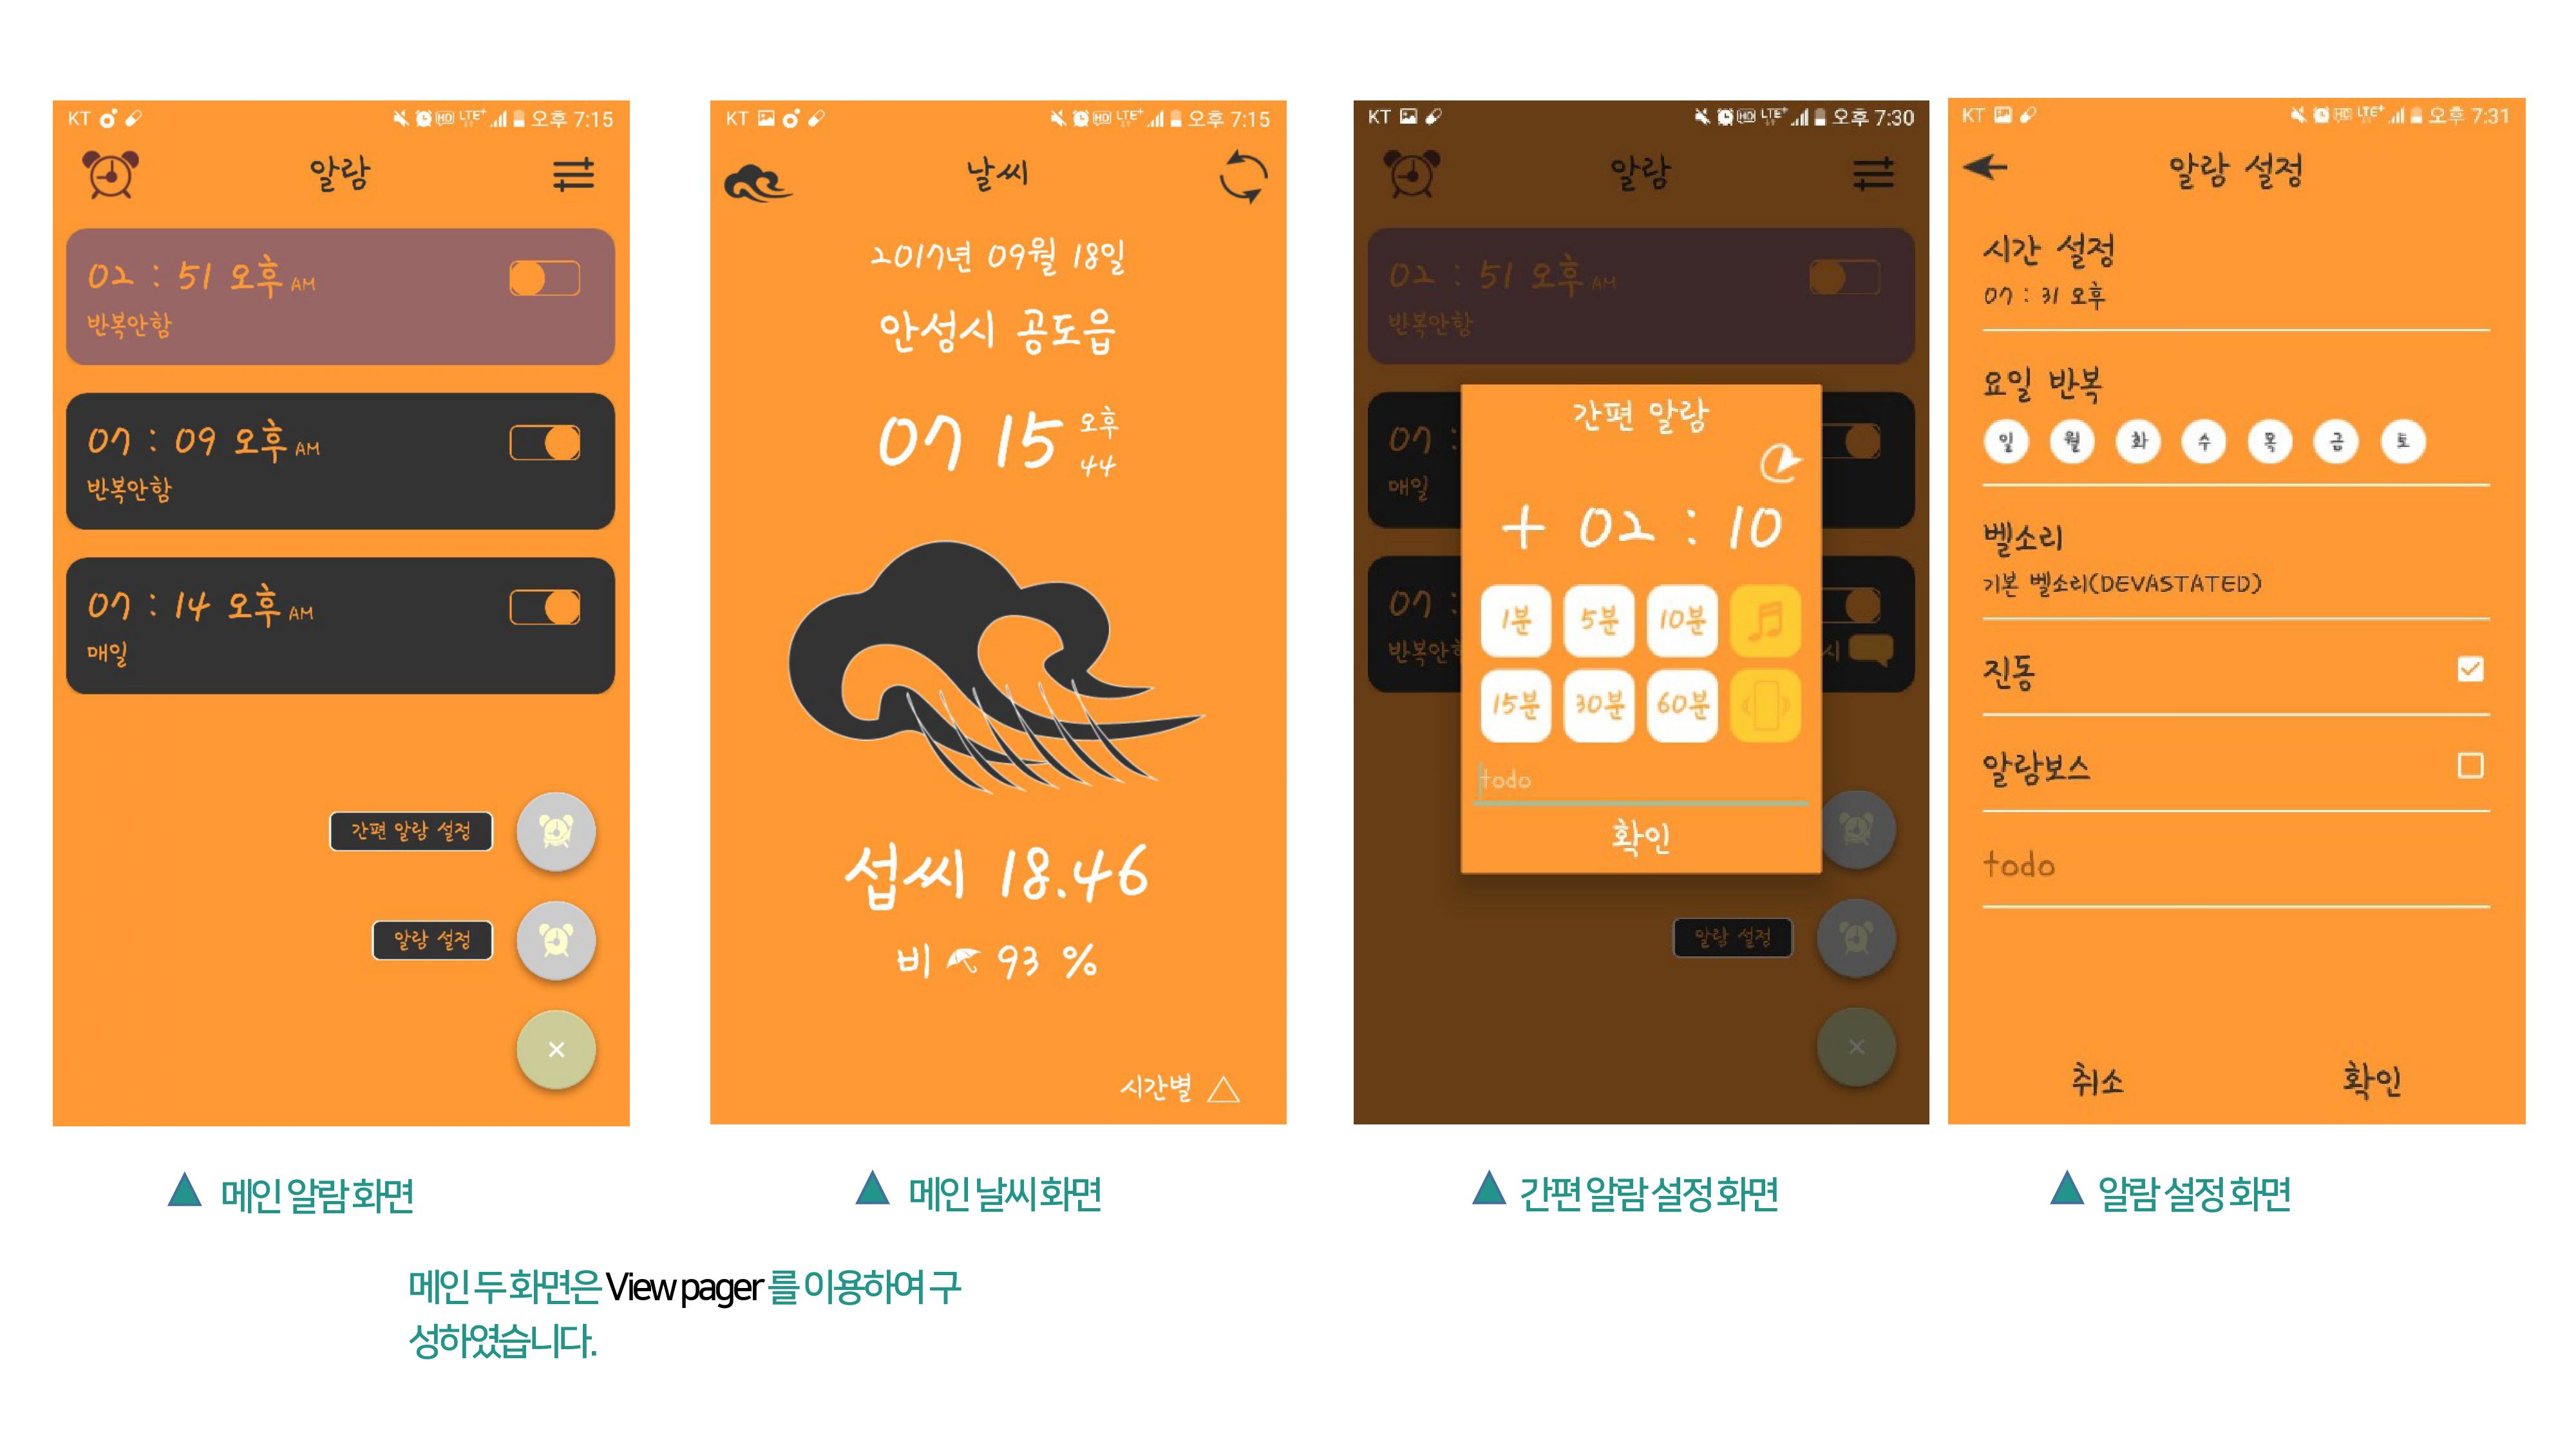 KT HD LTE+ 오후 7:15
알람
02 : 51 오후 AM
반복안함
07 : 09 오후 AM
반복안함
07 : 14 오후 AM
매일
간편 알람 설정
알람 설정
▲ 메인 알람 화면
KT HD LTE+ 오후 7:15
날씨
2017년 09월 18일
안성시 공도읍
07 15 오후
44
섭씨 18.46
비 93 %
시간별 △
▲ 메인 날씨 화면
메인 두 화면은 View pager 를 이용하여 구
성하였습니다.
KT HD LTE+ 오후 7:30
알람
02 : 51 오후 AM
반복안함
07 :
매일
07 :
반복안함
시
간편 알람
+ 02 : 10
1분 5분 10분
15분 30분 60분
todo
확인
알람 설정
▲ 간편 알람 설정 화면
KT HD LTE+ 오후 7:31
알람 설정
시간 설정
07 : 31 오후
요일 반복
일 월 화 수 목 금 토
벨소리
기본 벨소리(DEVASTATED)
진동
알람보스
todo
취소 확인
▲ 알람 설정 화면